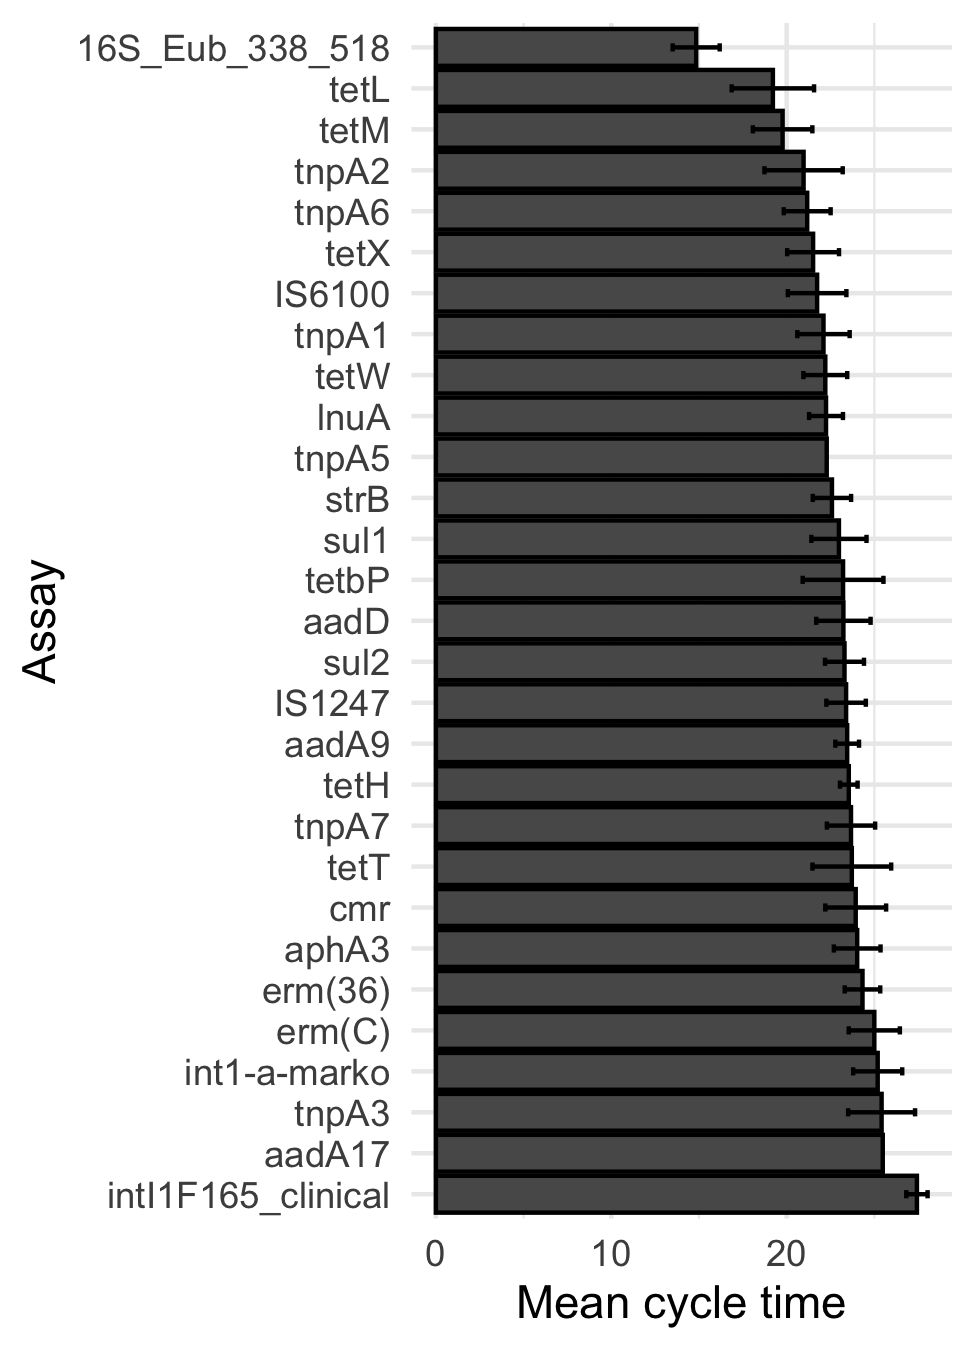 16S_Eub_338_518
tetL
tetM
tnpA2
tnpA6
tetX
IS6100
tnpA1
tetW
lnuA
tnpA5
strB
sul1
tetbP
aadD
sul2
IS1247
aadA9
tetH
tnpA7
tetT
cmr
aphA3
erm(36)
erm(C)
int1-a-marko
tnpA3
aadA17
intI1F165_clinical
Assay
0 10 20
Mean cycle time